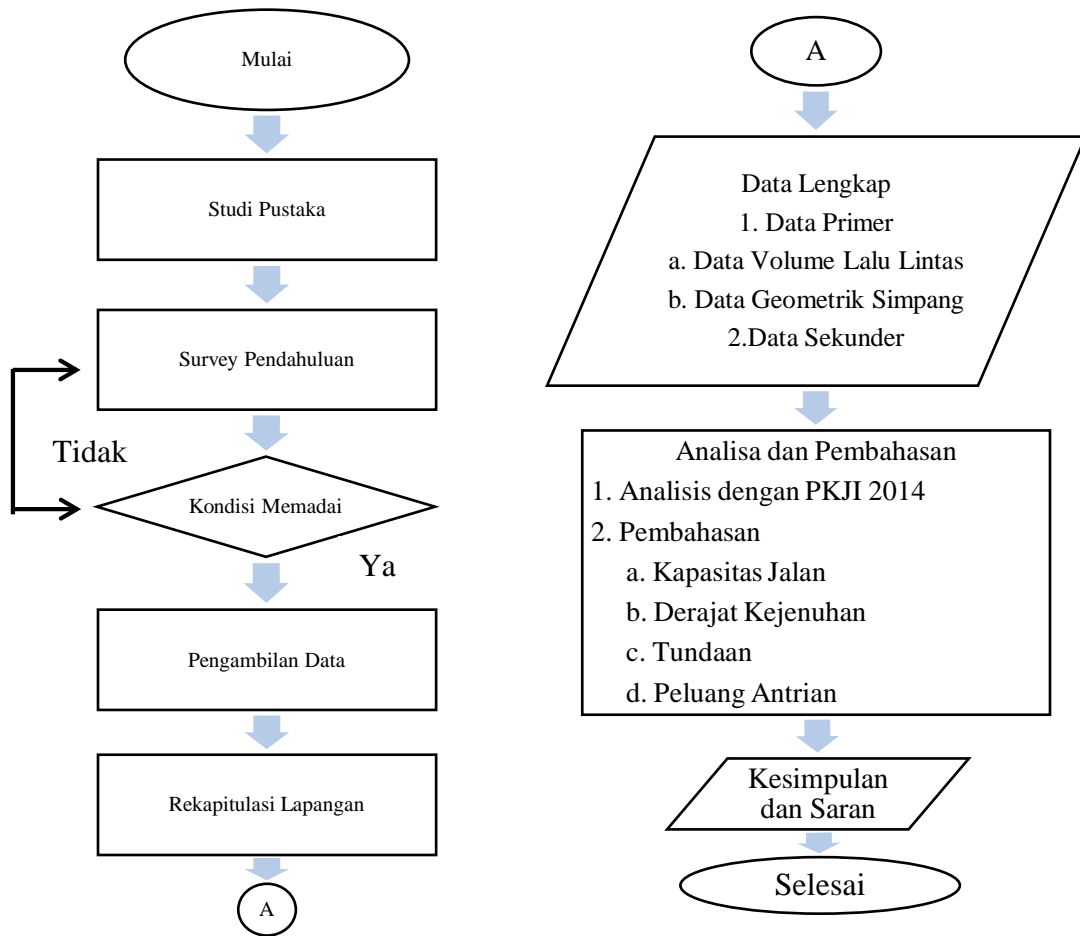 Mulai
Studi Pustaka
Survey Pendahuluan
Tidak
Kondisi Memadai
Ya
Pengambilan Data
Rekapitulasi Lapangan
A
A
Data Lengkap
1. Data Primer
a. Data Volume Lalu Lintas
b. Data Geometrik Simpang
2.Data Sekunder
Analisa dan Pembahasan
1. Analisis dengan PKJI 2014
2. Pembahasan
a. Kapasitas Jalan
b. Derajat Kejenuhan
c. Tundaan
d. Peluang Antrian
Kesimpulan
dan Saran
Selesai